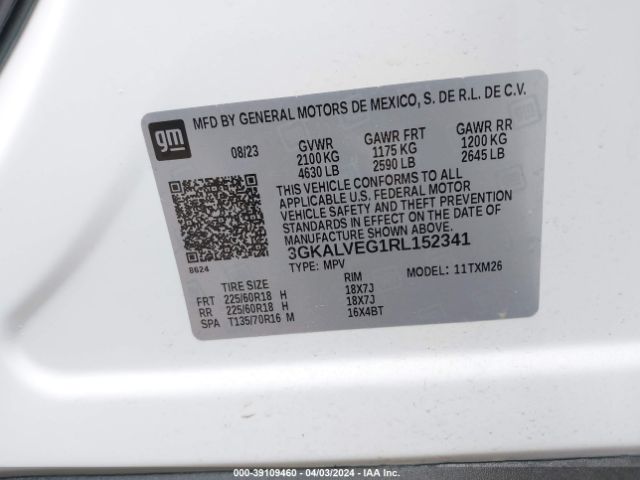 MFD BY GENERAL MOTORS DE MEXICO, S. DE R.L. DE C.V.
gm
08/23 GVWR GAWR FRT GAWR RR
2100 KG 1175 KG 1200 KG
4630 LB 2590 LB 2645 LB
THIS VEHICLE CONFORMS TO ALL
APPLICABLE U.S. FEDERAL MOTOR
VEHICLE SAFETY AND THEFT PREVENTION
STANDARDS IN EFFECT ON THE DATE OF
MANUFACTURE SHOWN ABOVE.
3GKALVEG1RL152341
8624
TYPE: MPV MODEL: 11TXM26
TIRE SIZE RIM
FRT 225/60R18 H 18X7J
RR 225/60R18 H 18X7J
SPA T135/70R16 M 16X4BT
000-39109460 - 04/03/2024 - IAAI.COM